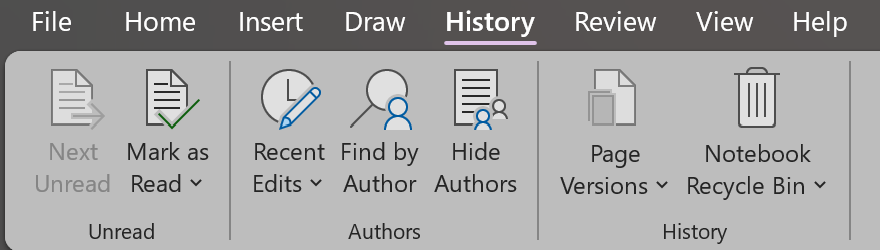 File Home Insert Draw History Review View Help
Next Unread
Mark as Read
Recent Edits
Find by Author
Hide Authors
Page Versions
Notebook Recycle Bin
Unread Authors History